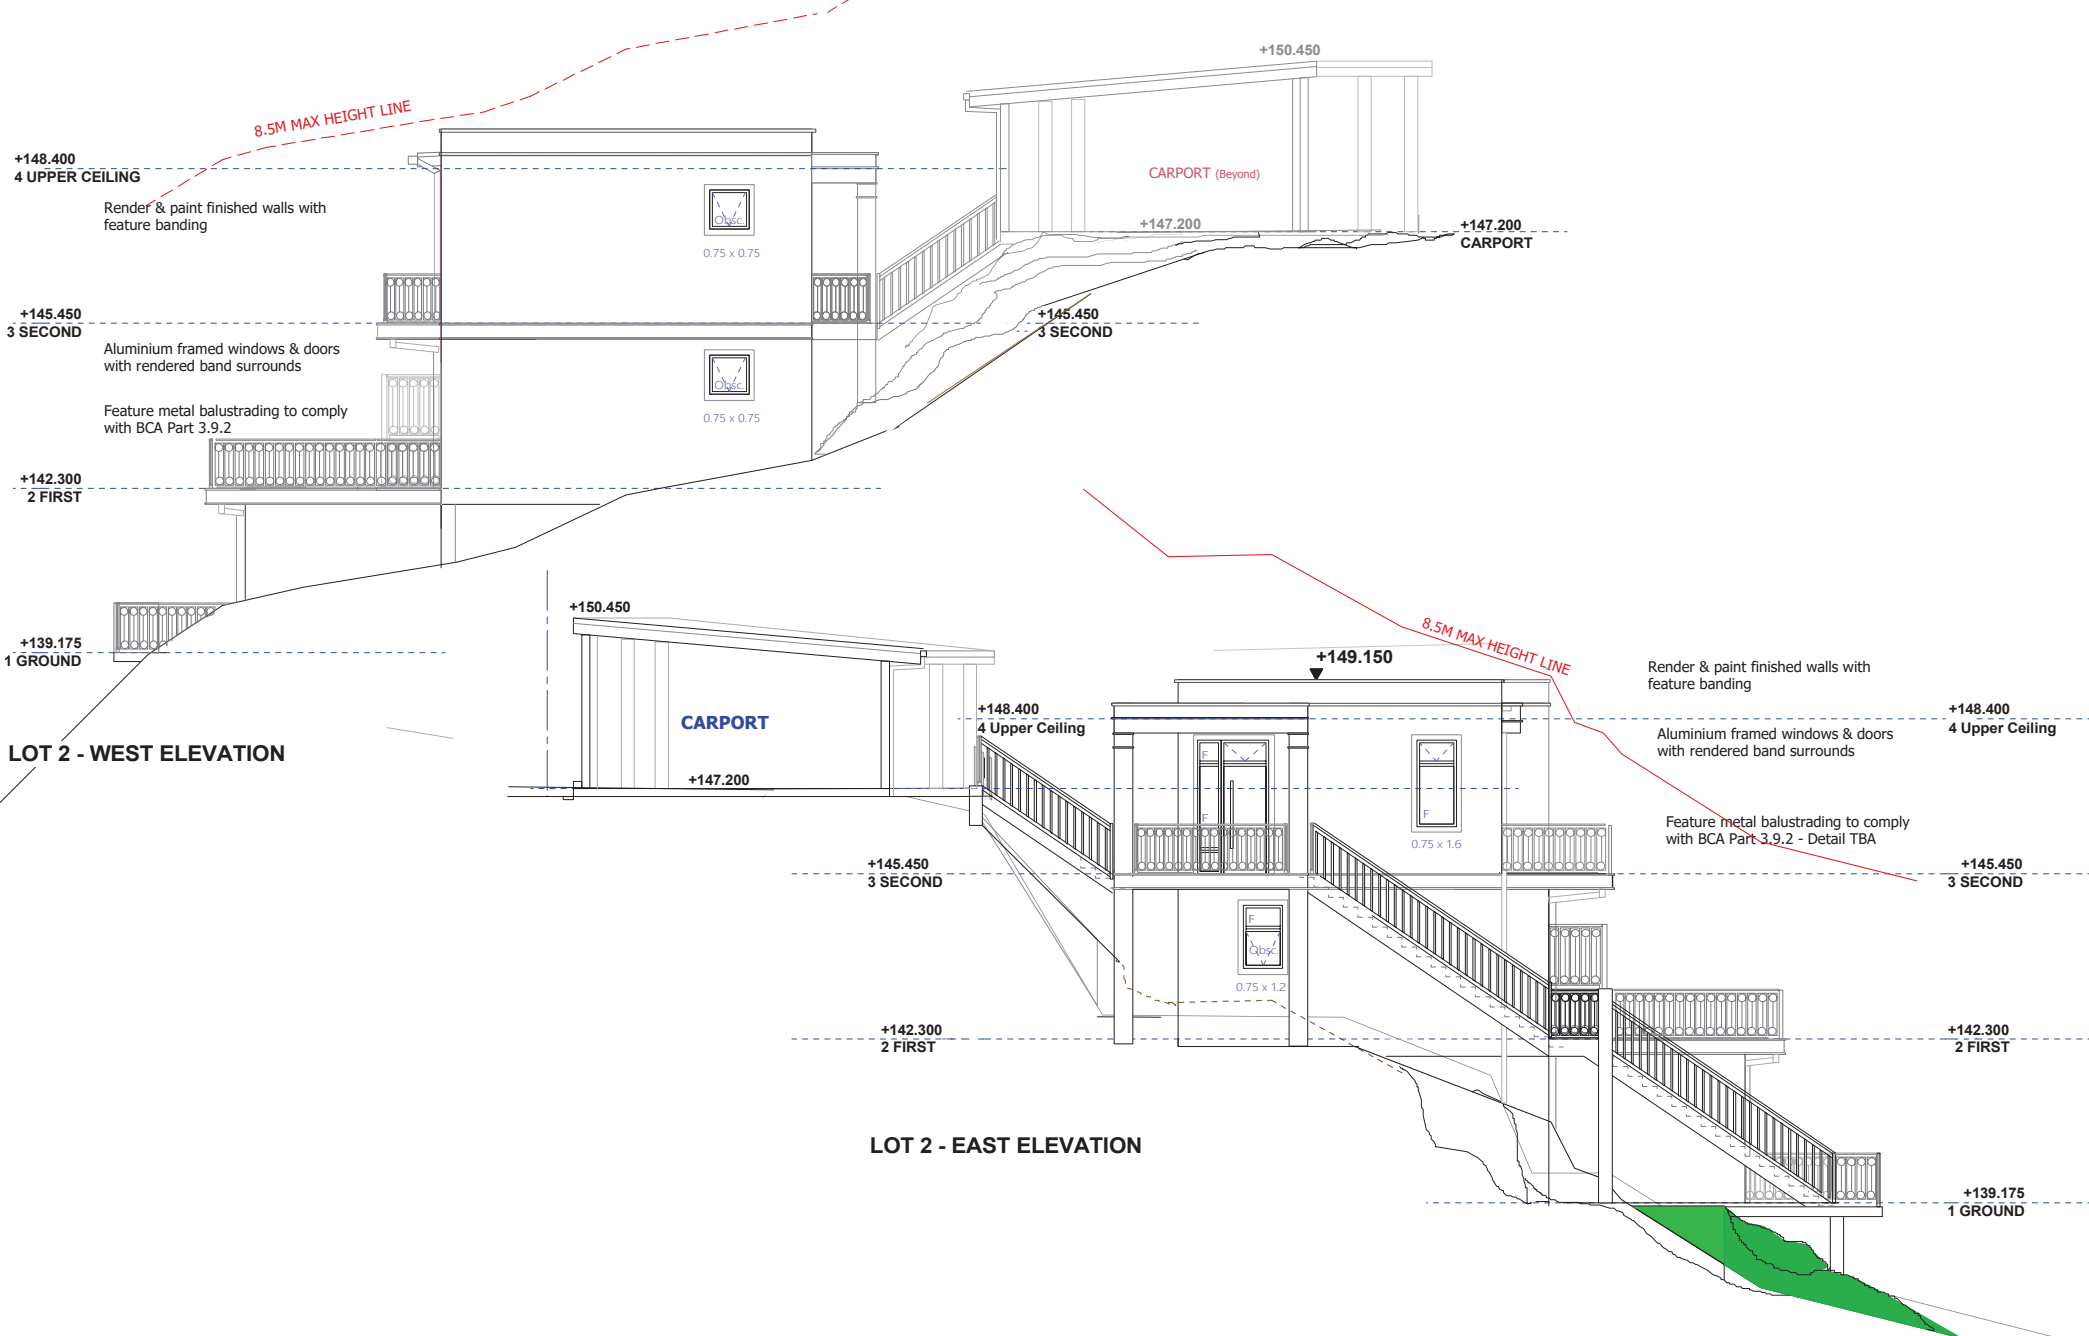 +150.450
8.5M MAX HEIGHT LINE
+148.400
4 UPPER CEILING
CARPORT (Beyond)
Render & paint finished walls with
feature banding
Obsc.
0.75 x 0.75
+147.200
+147.200
CARPORT
+145.450
3 SECOND
+145.450
3 SECOND
Aluminium framed windows & doors
with rendered band surrounds
Obsc.
0.75 x 0.75
Feature metal balustrading to comply
with BCA Part 3.9.2
+142.300
2 FIRST
+139.175
1 GROUND
LOT 2 - WEST ELEVATION
+150.450
8.5M MAX HEIGHT LINE
+149.150
Render & paint finished walls with
feature banding
CARPORT
+148.400
4 Upper Ceiling
+148.400
4 Upper Ceiling
Aluminium framed windows & doors
with rendered band surrounds
F
+147.200
F
F
0.75 x 1.6
Feature metal balustrading to comply
with BCA Part 3.9.2 - Detail TBA
+145.450
3 SECOND
+145.450
3 SECOND
F
Obsc.
0.75 x 1.2
+142.300
2 FIRST
+142.300
2 FIRST
LOT 2 - EAST ELEVATION
+139.175
1 GROUND